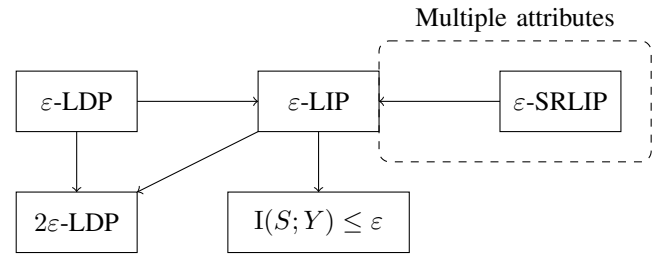 Multiple attributes
ε-LDP
ε-LIP
ε-SRLIP
2ε-LDP
I(S; Y) ≤ ε